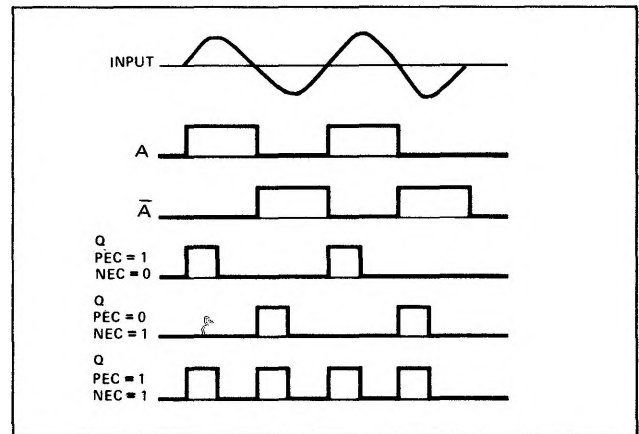 INPUT
A
A̅
Q
PEC = 1
NEC = 0
Q
PEC = 0
NEC = 1
Q
PEC = 1
NEC = 1